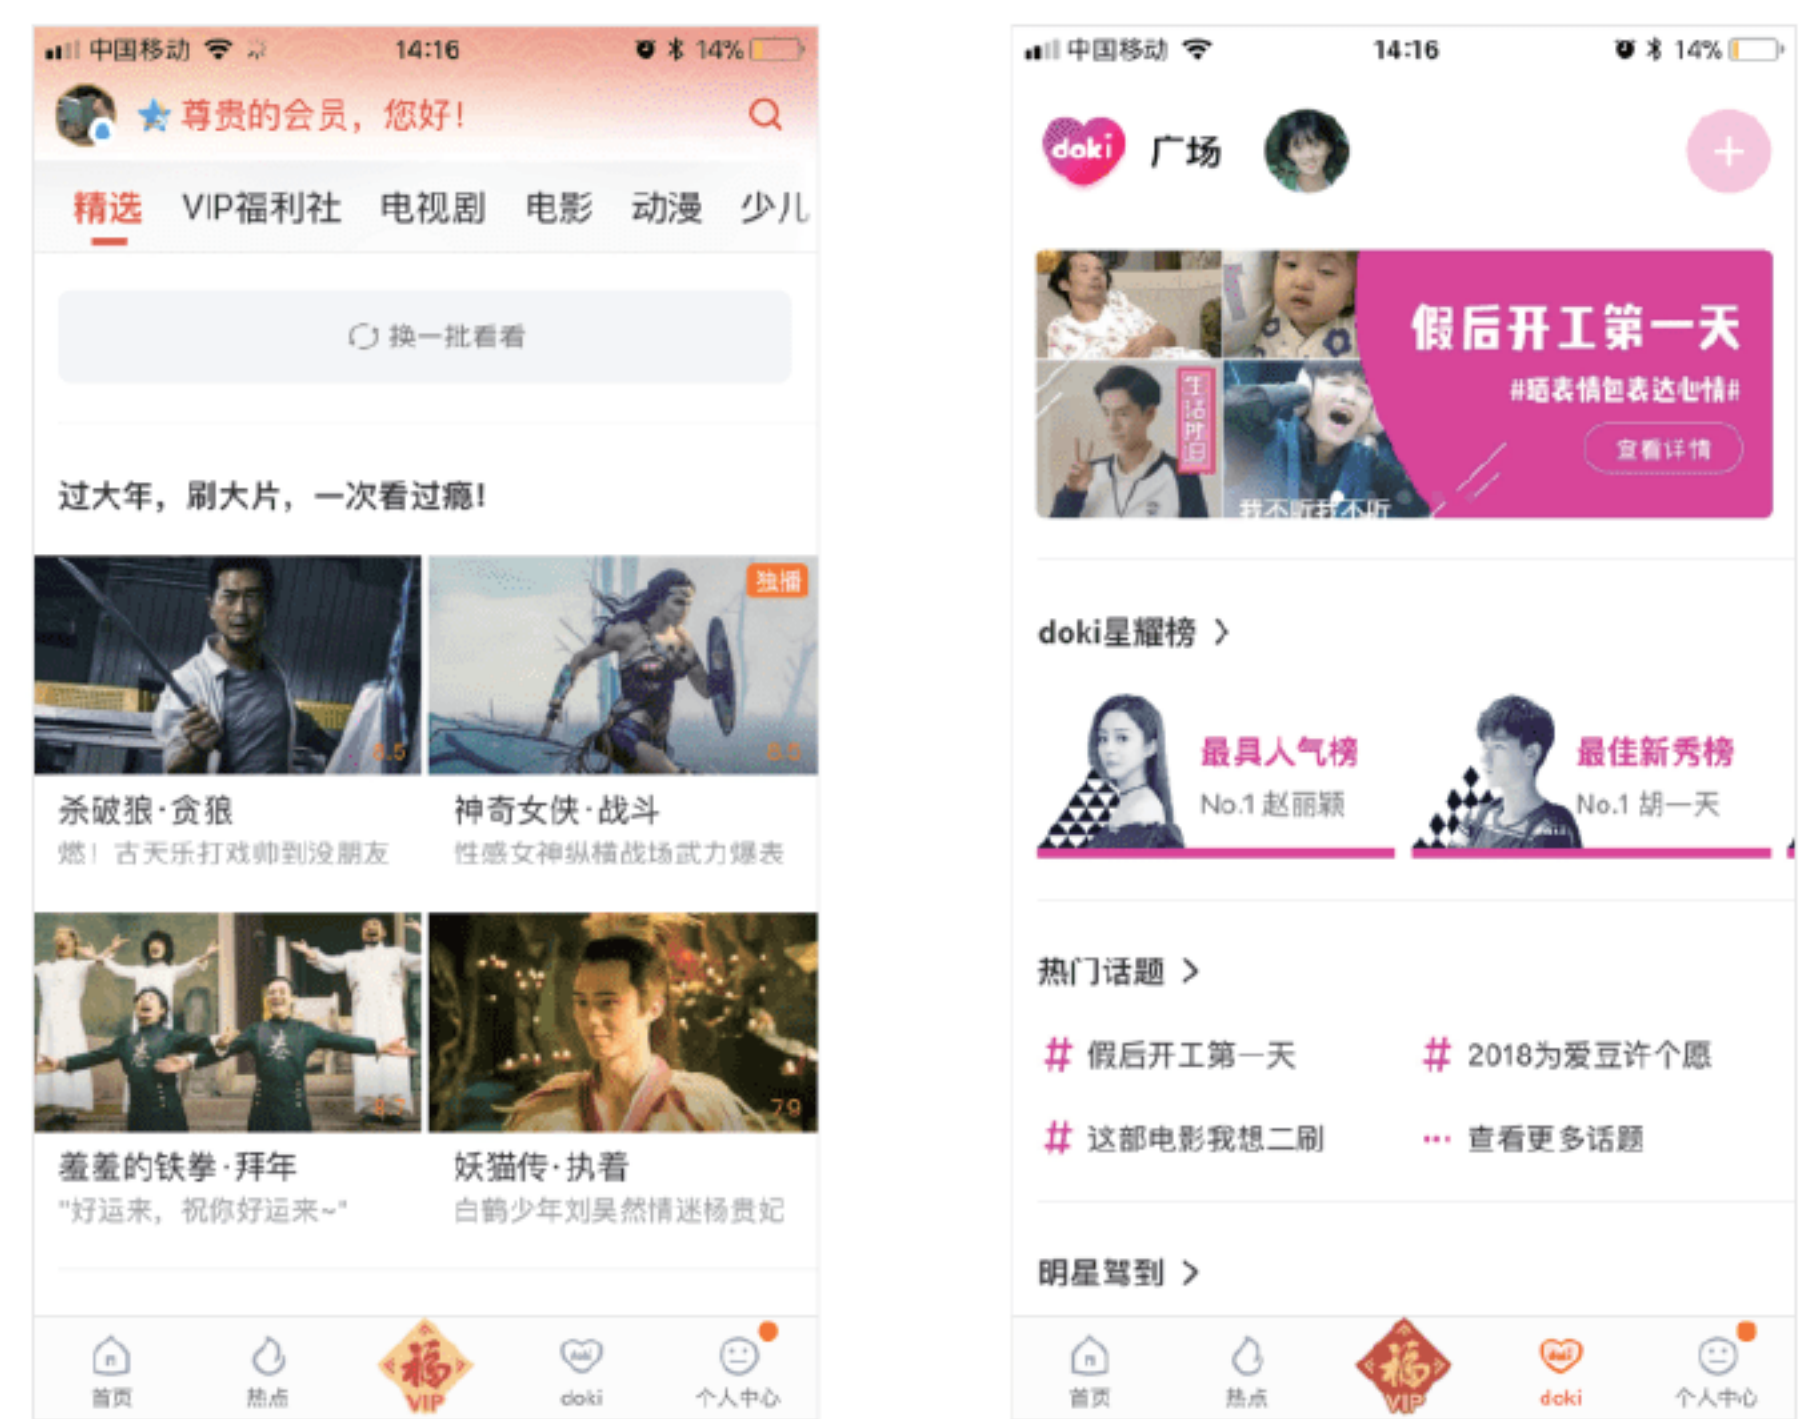 中国移动 14:16 14%
尊贵的会员，您好！
精选 VIP福利社 电视剧 电影 动漫 少儿
换一批看看
过大年，刷大片，一次看过瘾！
独播
8.5
杀破狼·贪狼
燃！古天乐打戏帅到没朋友
神奇女侠·战斗
性感女神纵横战场武力爆表
7.9
羞羞的铁拳·拜年
"好运来，祝你好运来~"
妖猫传·执着
白鹤少年刘昊然情迷杨贵妃
首页 热点 福 VIP doki 个人中心
中国移动 14:16 14%
doki 广场
假后开工第一天
#晒表情包表达心情#
查看详情
我不听我不听
doki星耀榜
最具人气榜
No.1 赵丽颖
最佳新秀榜
No.1 胡一天
热门话题
# 假后开工第一天
# 2018为爱豆许个愿
# 这部电影我想二刷
··· 查看更多话题
明星驾到
首页 热点 福 VIP doki 个人中心